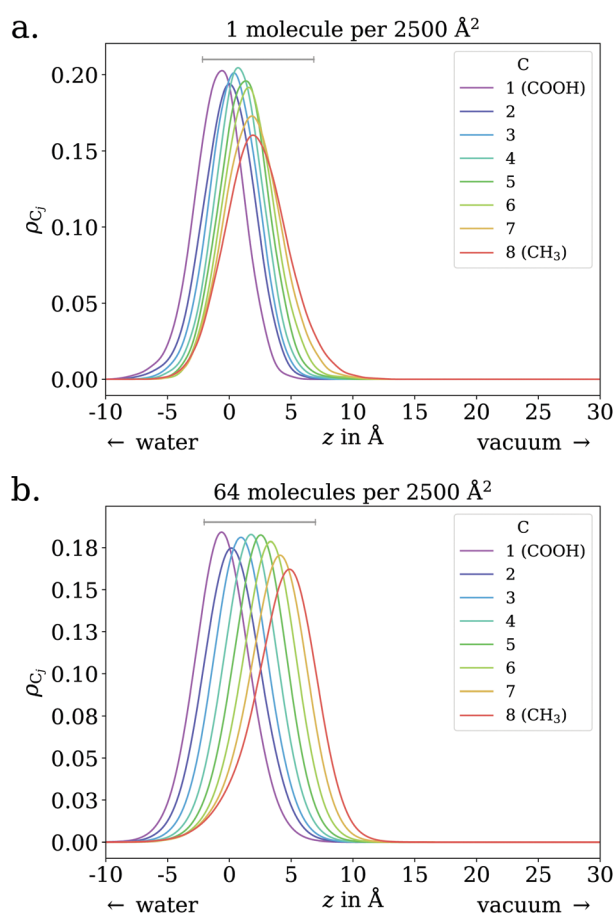 a.
1 molecule per 2500 Å²
ρCⱼ
0.20
0.15
0.10
0.05
0.00
C
1 (COOH)
2
3
4
5
6
7
8 (CH₃)
-10 -5 0 5 10 15 20 25 30
← water z in Å vacuum →
b.
64 molecules per 2500 Å²
ρCⱼ
0.18
0.15
0.13
0.10
0.08
0.05
0.03
0.00
C
1 (COOH)
2
3
4
5
6
7
8 (CH₃)
-10 -5 0 5 10 15 20 25 30
← water z in Å vacuum →